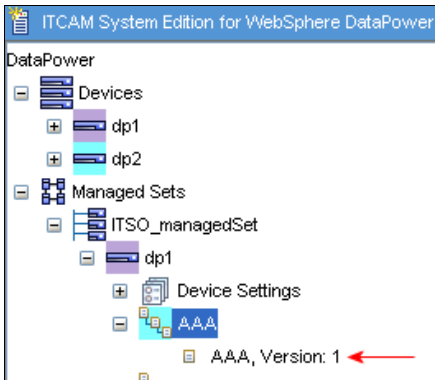 ITCAM System Edition for WebSphere DataPower
DataPower
Devices
dp1
dp2
Managed Sets
ITSO_managedSet
dp1
Device Settings
AAA
AAA, Version: 1